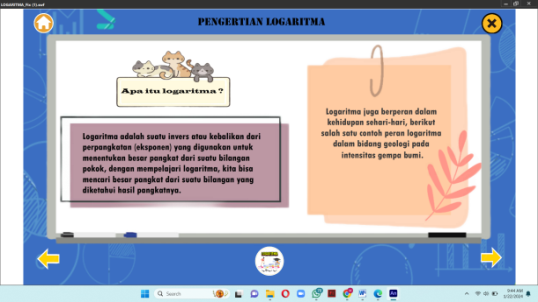 LOGARITMA_fix (1).swf
PENGERTIAN LOGARITMA
Apa itu logaritma ?
Logaritma adalah suatu invers atau kebalikan dari
perpangkatan (eksponen) yang digunakan untuk
menentukan besar pangkat dari suatu bilangan
pokok, dengan mempelajari logaritma, kita bisa
mencari besar pangkat dari suatu bilangan yang
diketahui hasil pangkatnya.
Logaritma juga berperan dalam
kehidupan sehari-hari, berikut
salah satu contoh peran logaritma
dalam bidang geologi pada
intensitas gempa bumi.
Search
9:44 AM